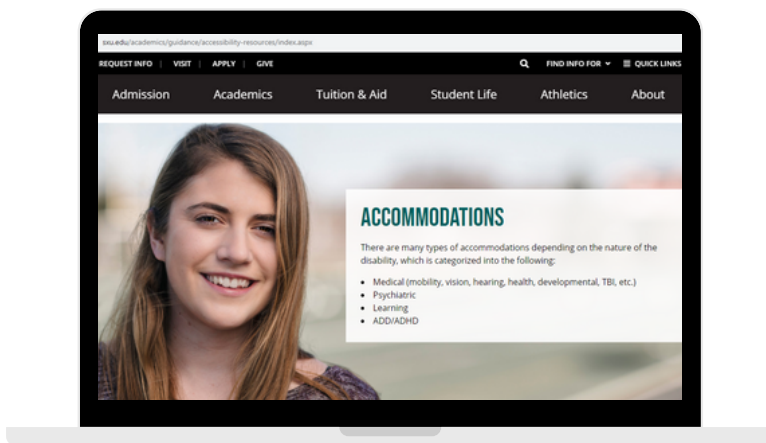 sxu.edu/academics/guidance/accessibility-resources/index.aspx
REQUEST INFO | VISIT | APPLY | GIVE FIND INFO FOR QUICK LINKS
Admission Academics Tuition & Aid Student Life Athletics About
ACCOMMODATIONS
There are many types of accommodations depending on the nature of the
disability, which is categorized into the following:
• Medical (mobility, vision, hearing, health, developmental, TBI, etc.)
• Psychiatric
• Learning
• ADD/ADHD